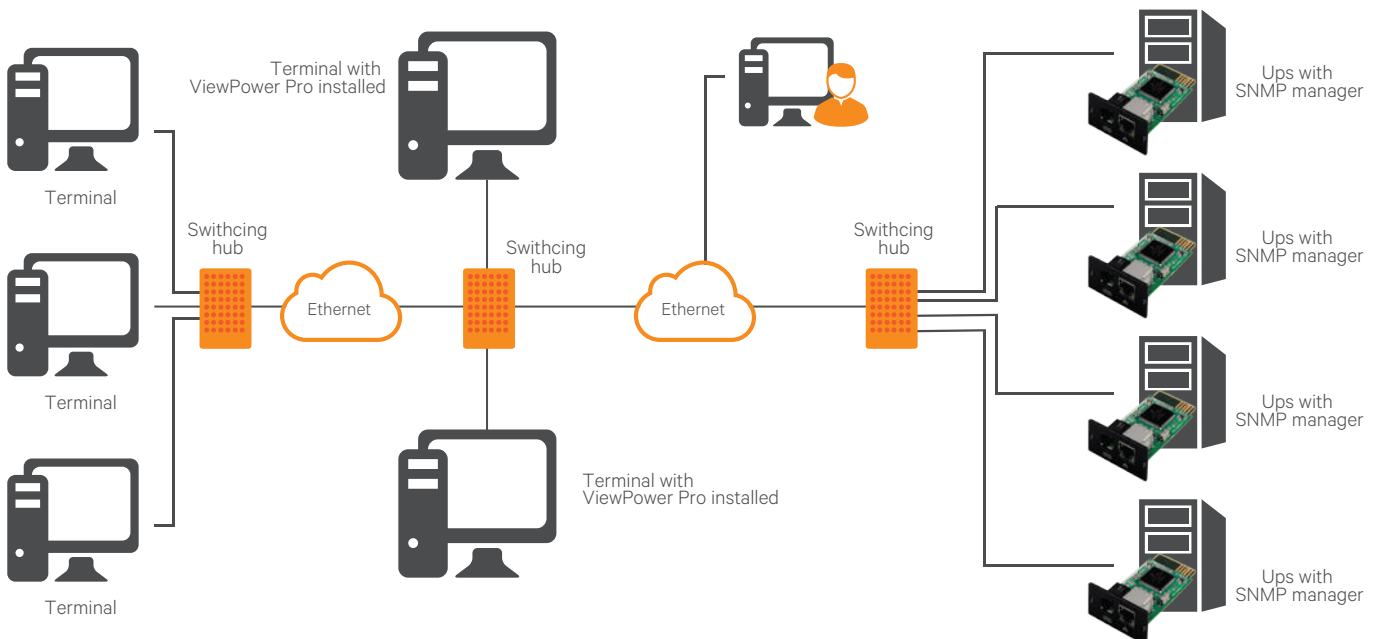 Terminal with
ViewPower Pro installed
Ups with
SNMP manager
Terminal
Swithcing
hub
Swithcing
hub
Swithcing
hub
Ups with
SNMP manager
Ethernet
Ethernet
Terminal
Ups with
SNMP manager
Terminal with
ViewPower Pro installed
Terminal
Ups with
SNMP manager